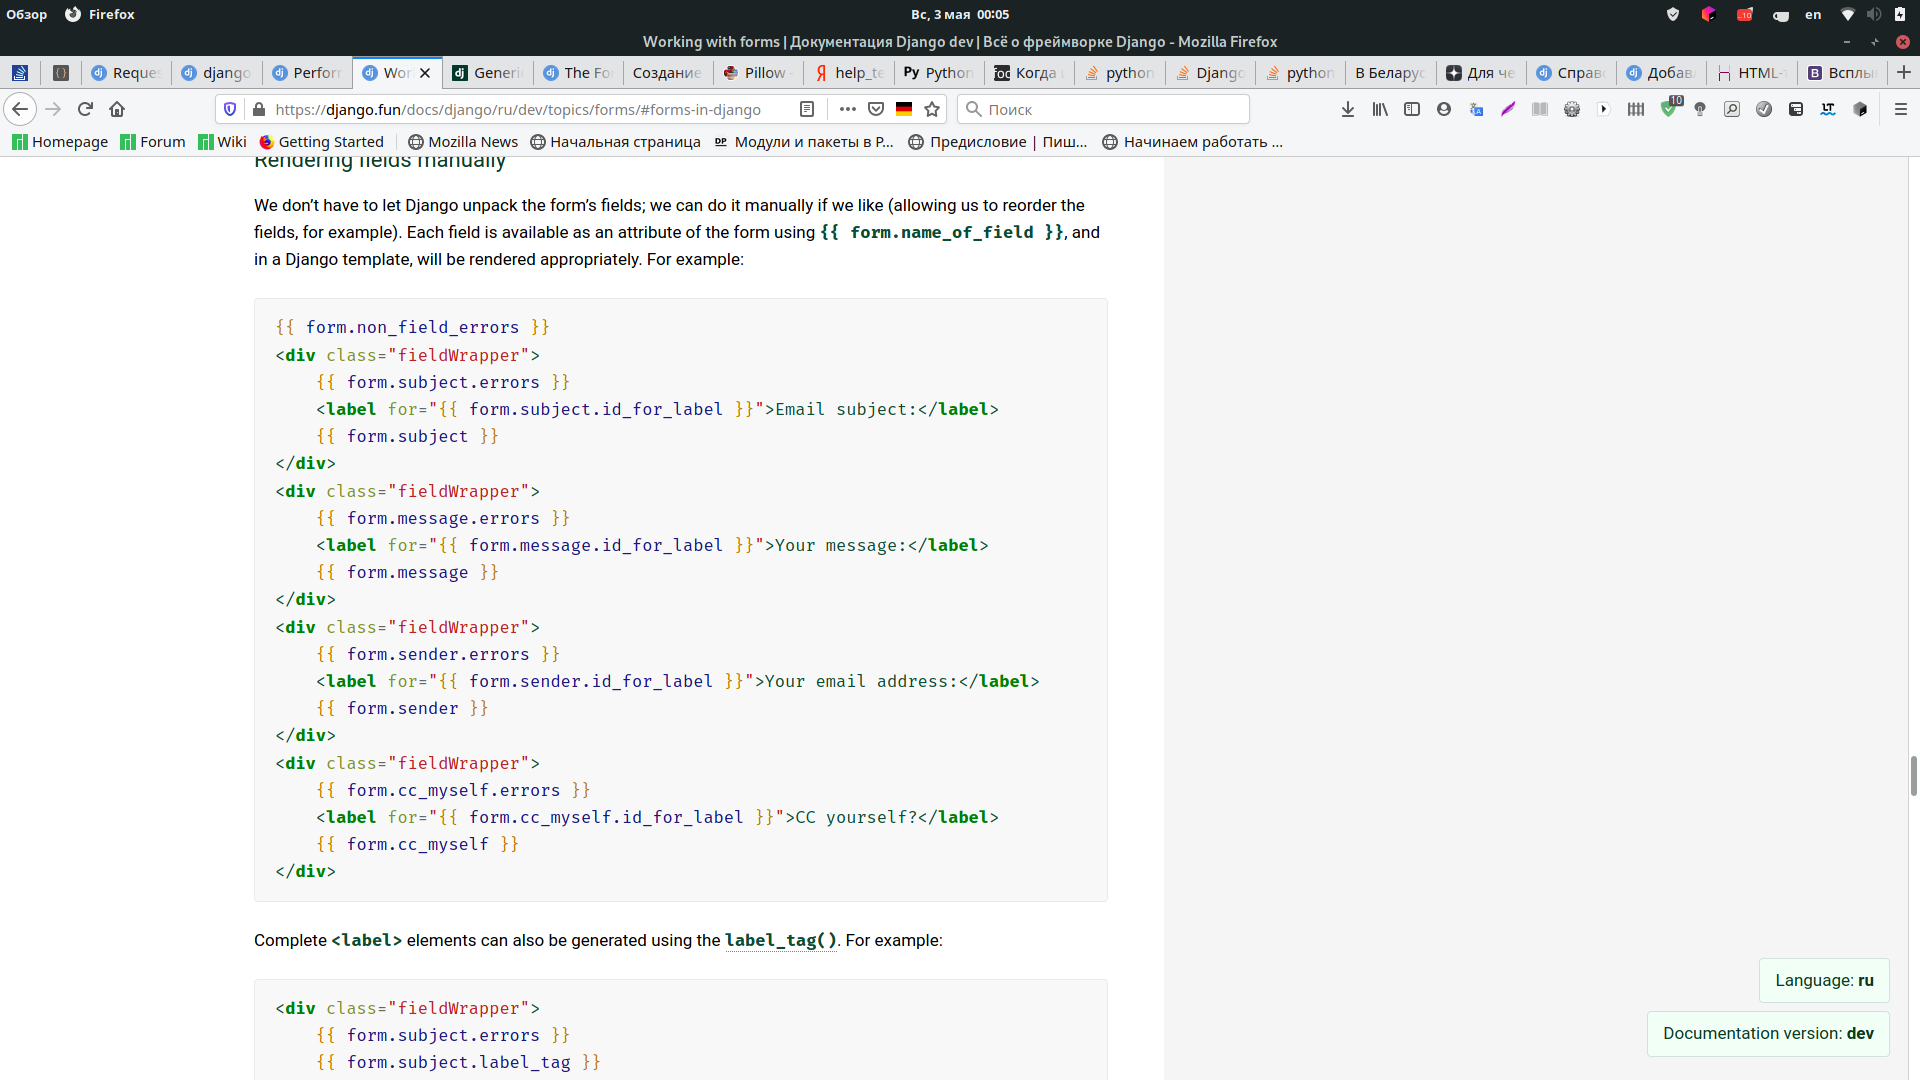 Обзор Firefox Вс, 3 мая 00:05 en
Working with forms | Документация Django dev | Всё о фреймворке Django - Mozilla Firefox
Reque django Perfor Wor Generi The Fo Создание Pillow - help_te Python Когда python Django python В Беларус Для че Справ Добав HTML- Всплы
https://django.fun/docs/django/ru/dev/topics/forms/#forms-in-django Поиск 10
Homepage Forum Wiki Getting Started Mozilla News Начальная страница Модули и пакеты в P... Предисловие | Пиш... Начинаем работать ...
Rendering fields manually
We don’t have to let Django unpack the form’s fields; we can do it manually if we like (allowing us to reorder the
fields, for example). Each field is available as an attribute of the form using {{ form.name_of_field }}, and
in a Django template, will be rendered appropriately. For example:
{{ form.non_field_errors }}
<div class="fieldWrapper">
    {{ form.subject.errors }}
    <label for="{{ form.subject.id_for_label }}">Email subject:</label>
    {{ form.subject }}
</div>
<div class="fieldWrapper">
    {{ form.message.errors }}
    <label for="{{ form.message.id_for_label }}">Your message:</label>
    {{ form.message }}
</div>
<div class="fieldWrapper">
    {{ form.sender.errors }}
    <label for="{{ form.sender.id_for_label }}">Your email address:</label>
    {{ form.sender }}
</div>
<div class="fieldWrapper">
    {{ form.cc_myself.errors }}
    <label for="{{ form.cc_myself.id_for_label }}">CC yourself?</label>
    {{ form.cc_myself }}
</div>
Complete <label> elements can also be generated using the label_tag(). For example:
<div class="fieldWrapper">
    {{ form.subject.errors }}
    {{ form.subject.label_tag }}
Language: ru
Documentation version: dev